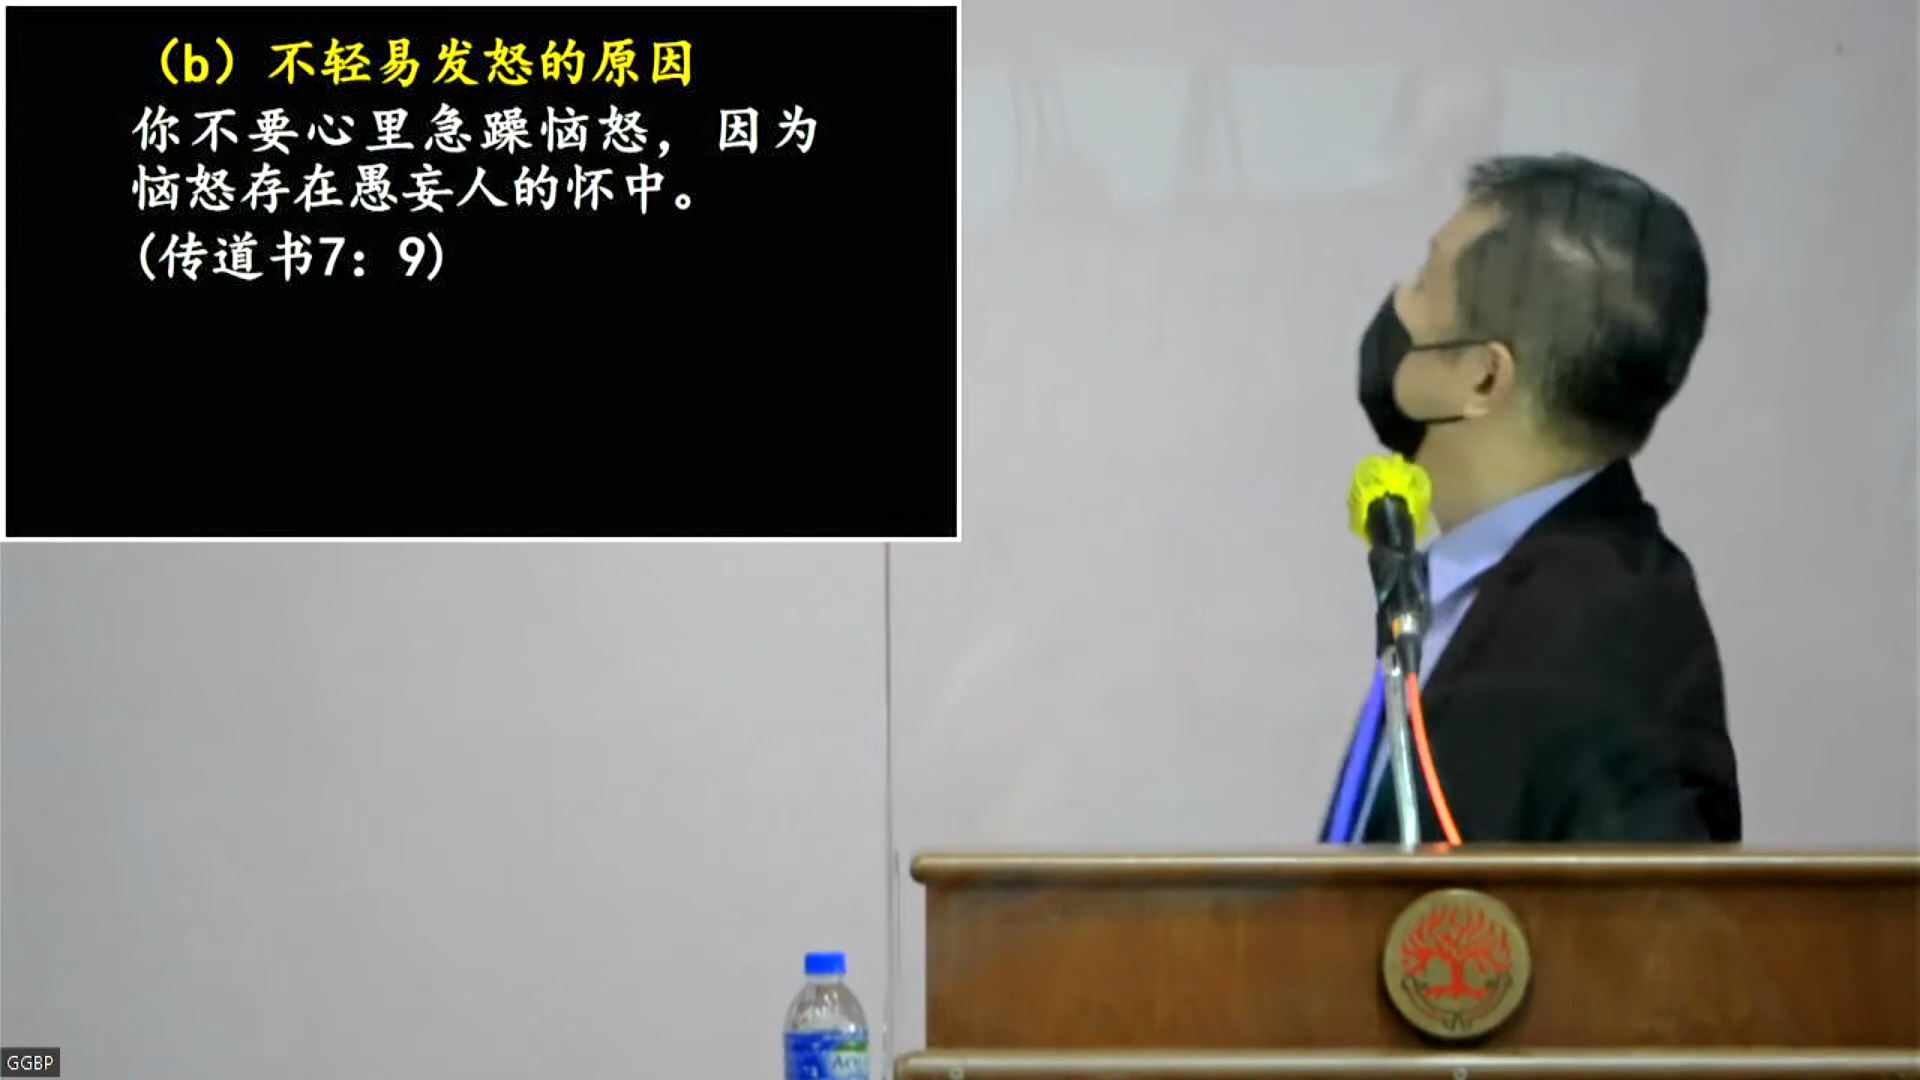 （b）不轻易发怒的原因
你不要心里急躁恼怒，因为
恼怒存在愚妄人的怀中。
(传道书7：9)
GGBP